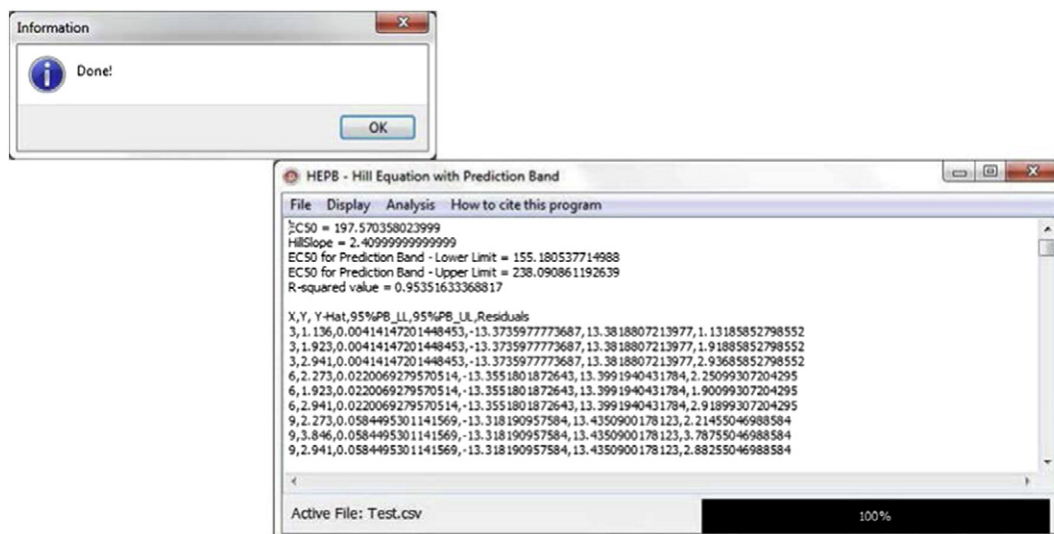 Information
Done!
OK
HEPB - Hill Equation with Prediction Band
File Display Analysis How to cite this program
EC50 = 197.570358023999
HillSlope = 2.40999999999999
EC50 for Prediction Band - Lower Limit = 155.180537714988
EC50 for Prediction Band - Upper Limit = 238.090861192639
R-squared value = 0.95351633368817
X,Y, Y-Hat,95%PB_LL,95%PB_UL,Residuals
3,1.136,0.00414147201448453,-13.3735977773687,13.3818807213977,1.13185852798552
3,1.923,0.00414147201448453,-13.3735977773687,13.3818807213977,1.91885852798552
3,2.941,0.00414147201448453,-13.3735977773687,13.3818807213977,2.93685852798552
6,2.273,0.0220069279570514,-13.3551801872643,13.3991940431784,2.25099307204295
6,1.923,0.0220069279570514,-13.3551801872643,13.3991940431784,1.90099307204295
6,2.941,0.0220069279570514,-13.3551801872643,13.3991940431784,2.91899307204295
9,2.273,0.0584495301141569,-13.318190957584,13.4350900178123,2.21455046988584
9,3.846,0.0584495301141569,-13.318190957584,13.4350900178123,3.78755046988584
9,2.941,0.0584495301141569,-13.318190957584,13.4350900178123,2.88255046988584
Active File: Test.csv
100%